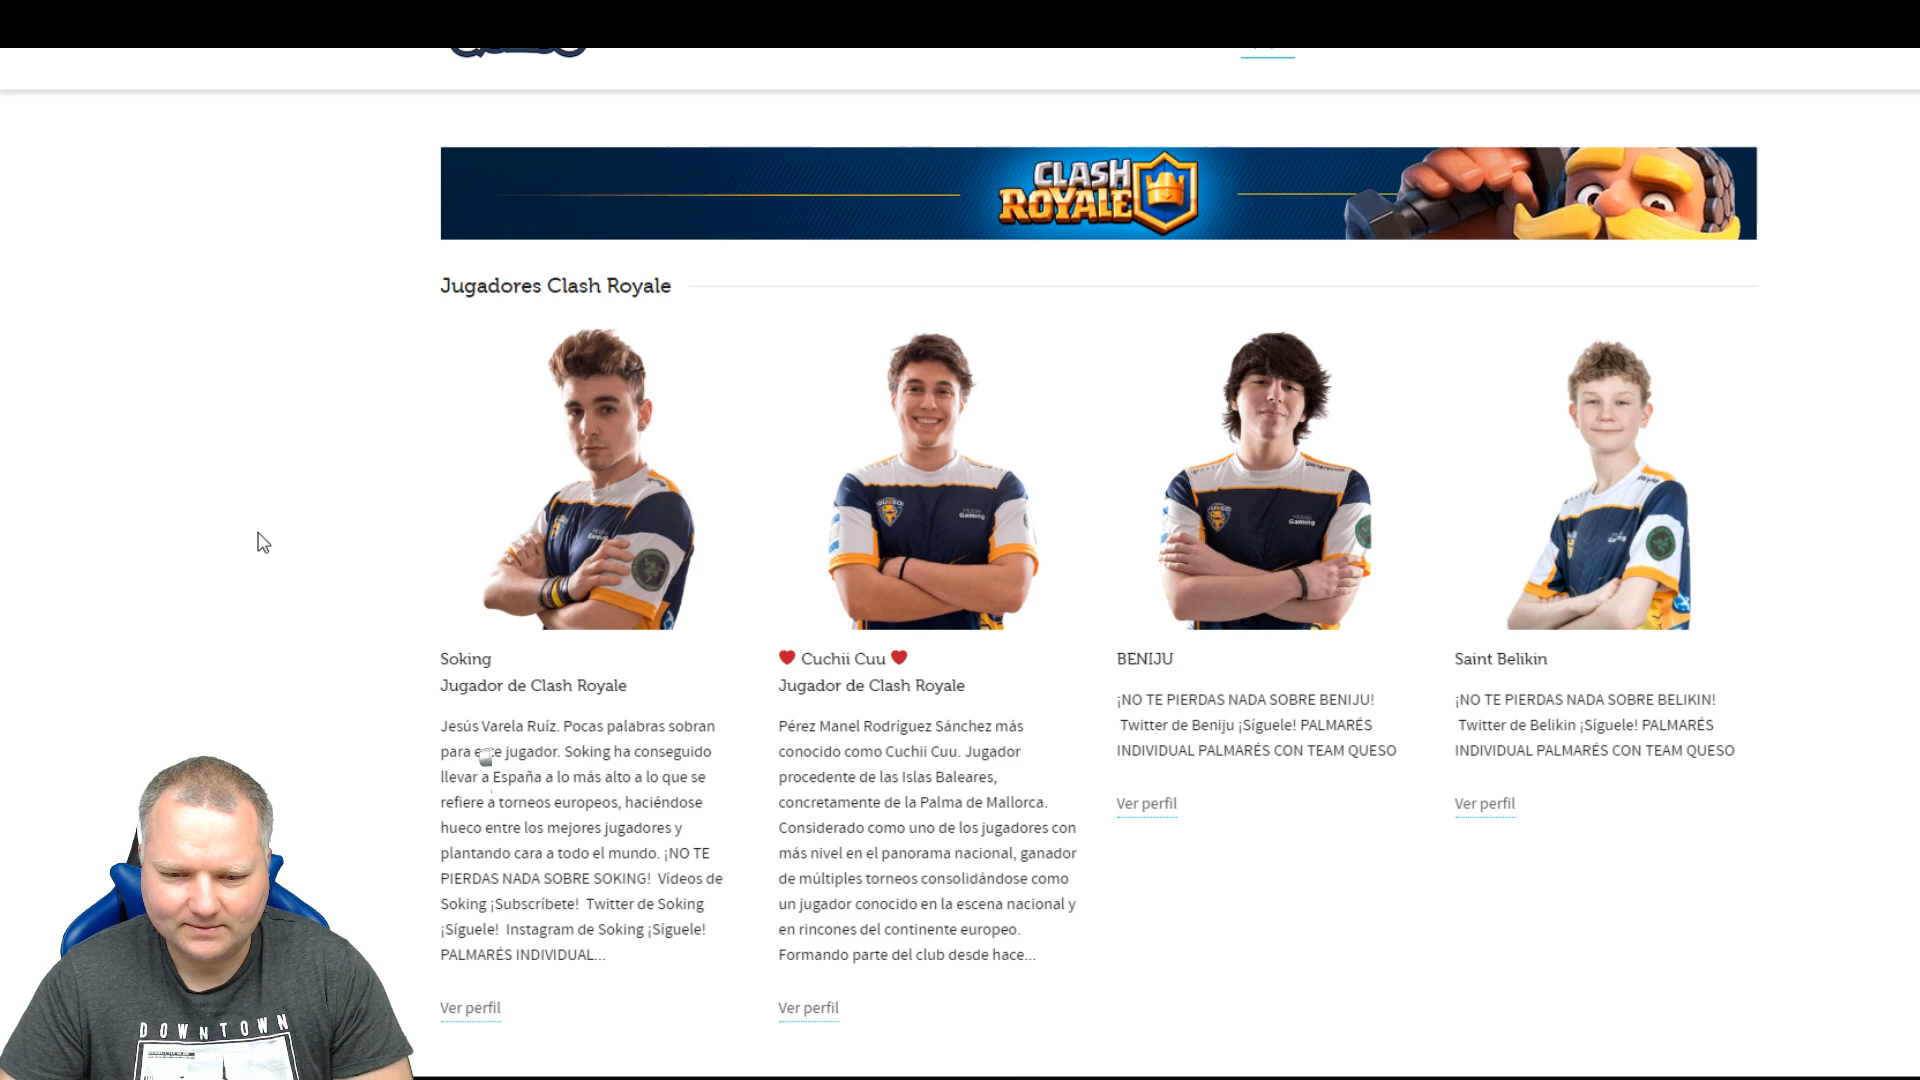 CLASH
ROYALE
Jugadores Clash Royale
Soking
Jugador de Clash Royale
Jesús Varela Ruíz. Pocas palabras sobran
para este jugador. Soking ha conseguido
llevar a España a lo más alto a lo que se
refiere a torneos europeos, haciéndose
hueco entre los mejores jugadores y
plantando cara a todo el mundo. ¡NO TE
PIERDAS NADA SOBRE SOKING! Vídeos de
Soking ¡Subscríbete! Twitter de Soking
¡Síguele! Instagram de Soking ¡Síguele!
PALMARÉS INDIVIDUAL...
Ver perfil
❤ Cuchii Cuu ❤
Jugador de Clash Royale
Pérez Manel Rodríguez Sánchez más
conocido como Cuchii Cuu. Jugador
procedente de las Islas Baleares,
concretamente de la Palma de Mallorca.
Considerado como uno de los jugadores con
más nivel en el panorama nacional, ganador
de múltiples torneos consolidándose como
un jugador conocido en la escena nacional y
en rincones del continente europeo.
Formando parte del club desde hace...
Ver perfil
BENIJU
¡NO TE PIERDAS NADA SOBRE BENIJU!
Twitter de Beniju ¡Síguele! PALMARÉS
INDIVIDUAL PALMARÉS CON TEAM QUESO
Ver perfil
Saint Belikin
¡NO TE PIERDAS NADA SOBRE BELIKIN!
Twitter de Belikin ¡Síguele! PALMARÉS
INDIVIDUAL PALMARÉS CON TEAM QUESO
Ver perfil
DOWNTOWN